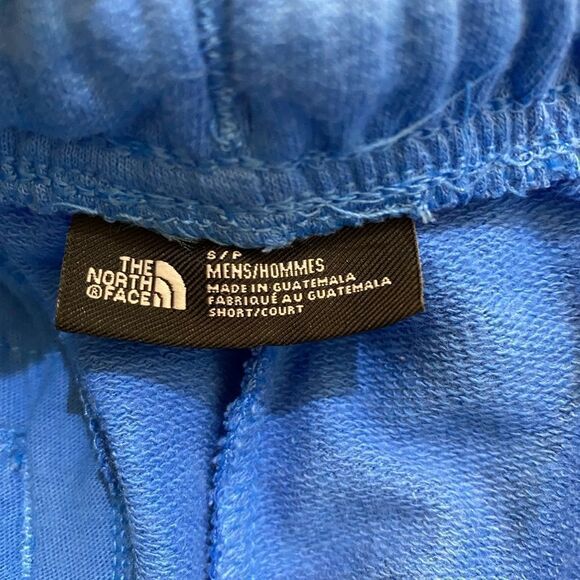 THE
NORTH
® FACE
S/P
MENS/HOMMES
MADE IN GUATEMALA
FABRIQUÉ AU GUATEMALA
SHORT/COURT